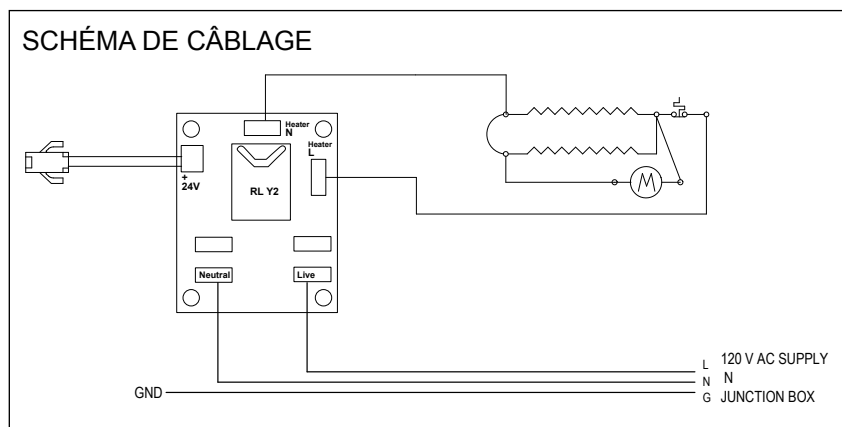 SCHÉMA DE CÂBLAGE
Heater
N
Heater
L
+
24V
RL Y2
M
Neutral
Live
L 120 V AC SUPPLY
N N
GND
G JUNCTION BOX